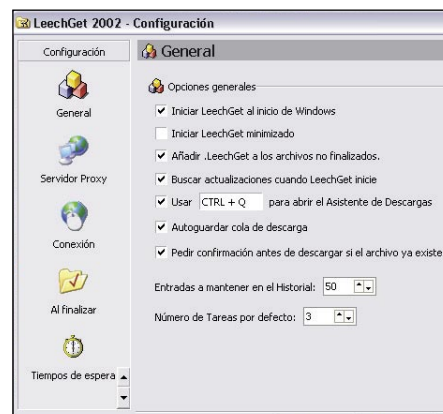 LeechGet 2002 - Configuración
Configuración
General
Servidor Proxy
Conexión
Al finalizar
Tiempos de espera
General
Opciones generales
Iniciar LeechGet al inicio de Windows
Iniciar LeechGet minimizado
Añadir .LeechGet a los archivos no finalizados.
Buscar actualizaciones cuando LeechGet inicie
Usar CTRL + Q para abrir el Asistente de Descargas
Autoguardar cola de descarga
Pedir confirmación antes de descargar si el archivo ya existe
Entradas a mantener en el Historial: 50
Número de Tareas por defecto: 3